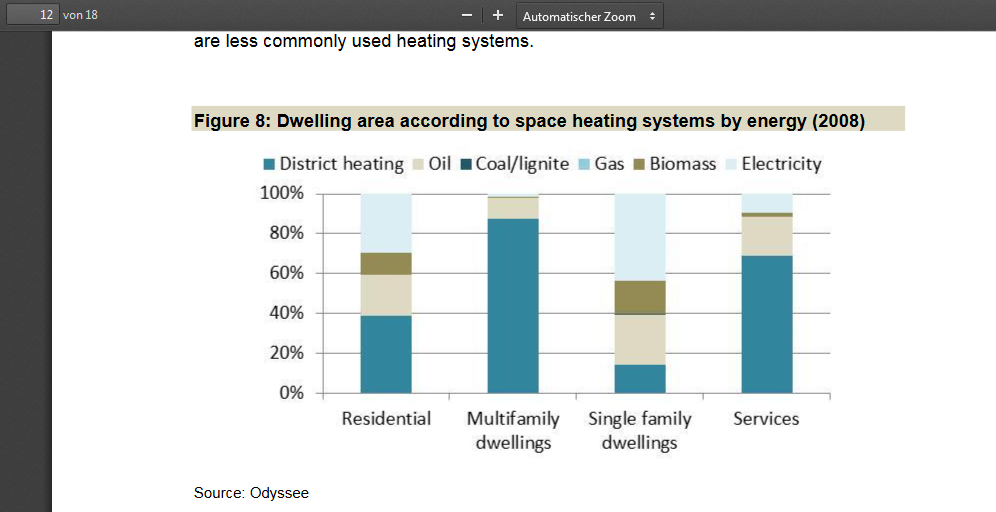 12 von 18
Automatischer Zoom
are less commonly used heating systems.
Figure 8: Dwelling area according to space heating systems by energy (2008)
District heating Oil Coal/lignite Gas Biomass Electricity
100%
80%
60%
40%
20%
0%
Residential Multifamily Single family Services
dwellings dwellings
Source: Odyssee